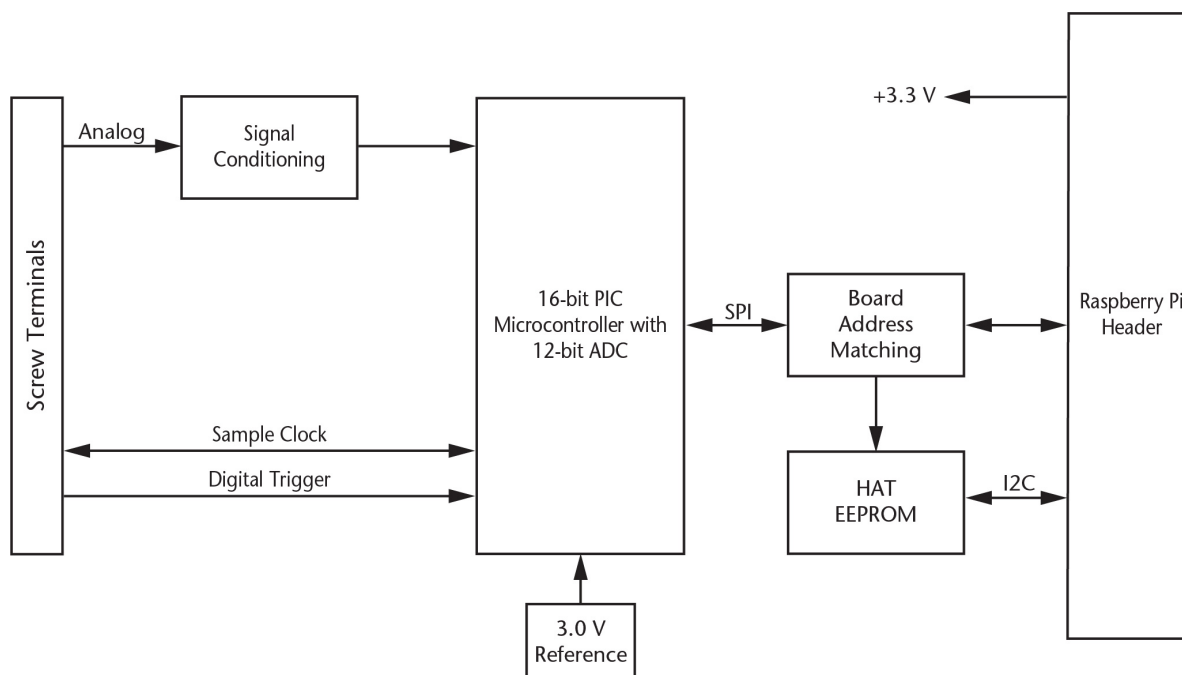 +3.3 V
Analog
Signal
Conditioning
Screw Terminals
16-bit PIC
Microcontroller with
12-bit ADC
SPI
Board
Address
Matching
Raspberry Pi
Header
Sample Clock
Digital Trigger
HAT
EEPROM
I2C
3.0 V
Reference